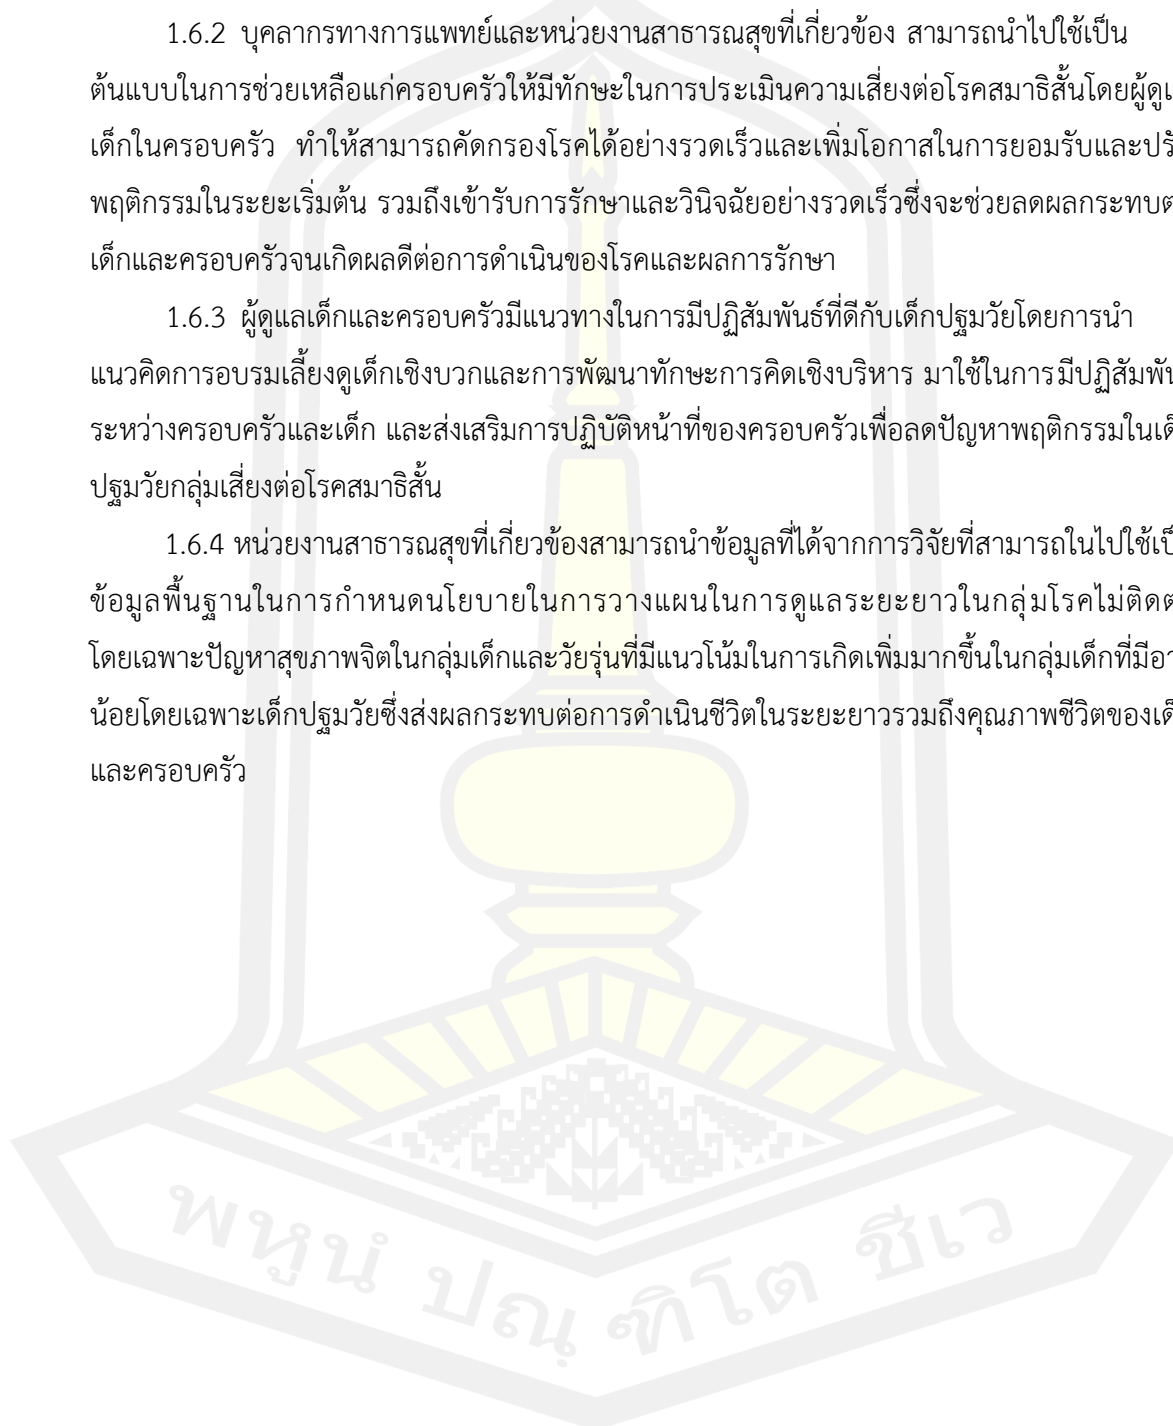 1.6.2 บุคลากรทางการแพทย์และหน่วยงานสาธารณสุขที่เกี่ยวข้อง สามารถนำไปใช้เป็น
ต้นแบบในการช่วยเหลือแก่ครอบครัวให้มีทักษะในการประเมินความเสี่ยงต่อโรคสมาธิสั้นโดย
เด็กในครอบครัว ทำให้สามารถคัดกรองโรคได้อย่างรวดเร็วและเพิ่มโอกาสในการยอมรับและ
พฤติกรรมในระยะเริ่มต้น รวมถึงเข้ารับการรักษาและวินิจฉัยอย่างรวดเร็วซึ่งจะช่วยลดผลกระทบ
เด็กและครอบครัวจนเกิดผลดีต่อการดำเนินของโรคและผลการรักษา
1.6.3 ผู้ดูแลเด็กและครอบครัวมีแนวทางในการมีปฏิสัมพันธ์ที่ดีกับเด็กปฐมวัยโดยการนำ
แนวคิดการอบรมเลี้ยงดูเด็กเชิงบวกและการพัฒนาทักษะการคิดเชิงบริหาร มาใช้ในการมี
ระหว่างครอบครัวและเด็ก และส่งเสริมการปฏิบัติหน้าที่ของครอบครัวเพื่อลดปัญหาพฤติกรรมใน
ปฐมวัยกลุ่มเสี่ยงต่อโรคสมาธิสั้น
1.6.4 หน่วยงานสาธารณสุขที่เกี่ยวข้องสามารถนำข้อมูลที่ได้จากการวิจัยที่สามารถในไปใช้
ข้อมูลพื้นฐานในการกำหนดนโยบายในการวางแผนในการดูแลระยะยาวในกลุ่มโรคไม่ติด
โดยเฉพาะปัญหาสุขภาพจิตในกลุ่มเด็กและวัยรุ่นที่มีแนวโน้มในการเกิดเพิ่มมากขึ้นในกลุ่มเด็กที่มี
น้อยโดยเฉพาะเด็กปฐมวัยซึ่งส่งผลกระทบต่อการดำเนินชีวิตในระยะยาวรวมถึงคุณภาพชีวิตของ
และครอบครัว
พหูนํ ปณฺ ฑิโต ชีเว